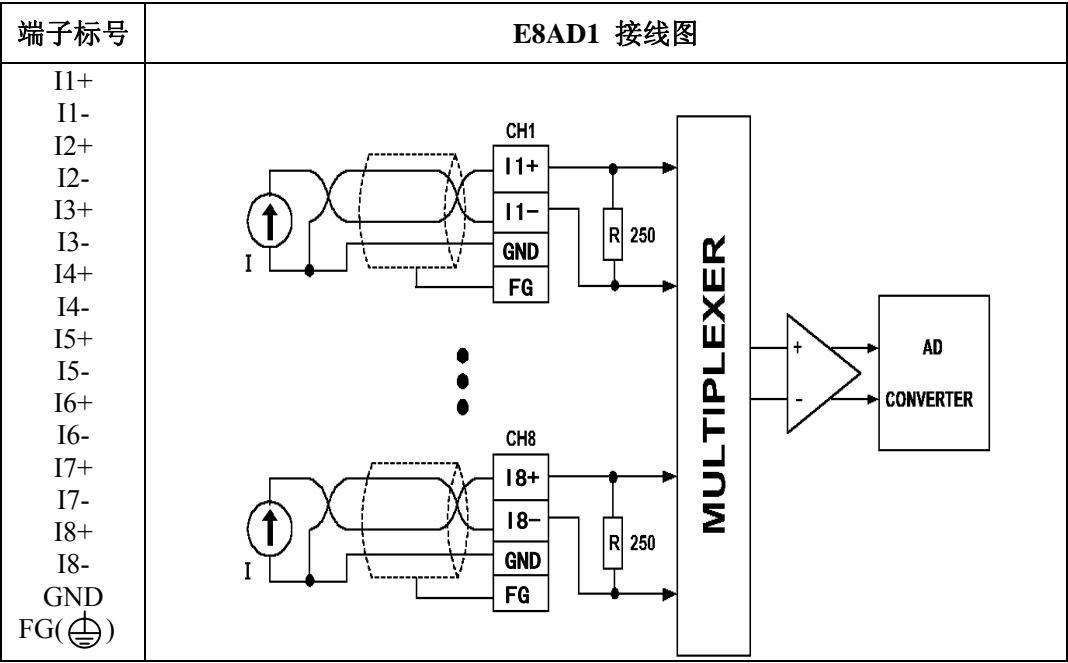 端子标号
E8AD1 接线图
I1+
I1-
I2+
I2-
I3+
I3-
I4+
I4-
I5+
I5-
I6+
I6-
I7+
I7-
I8+
I8-
GND
FG(⏚)
CH1
I1+
I1-
GND
FG
I
R 250
CH8
I8+
I8-
GND
FG
I
R 250
MULTIPLEXER
+
-
AD
CONVERTER